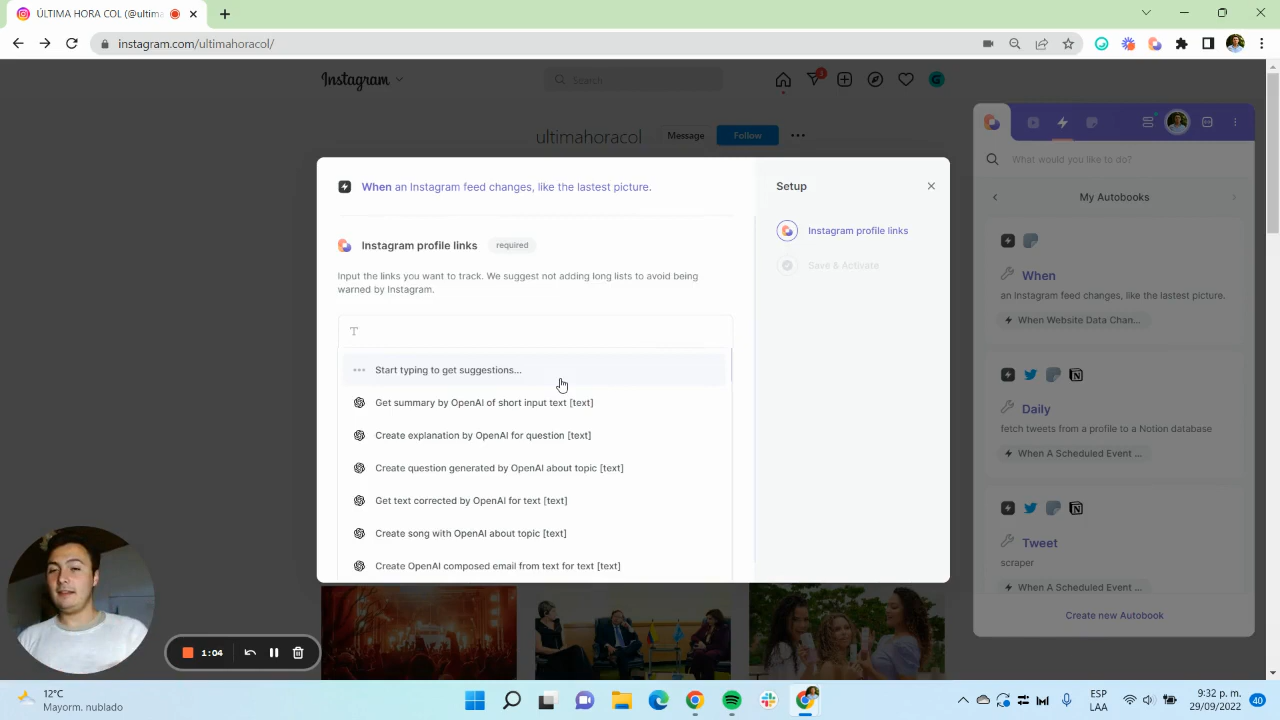 ÚLTIMA HORA COL (@ultima
instagram.com/ultimahoracol/
Instagram
Search
3
G
ultimahoracol
Message
Follow
When an Instagram feed changes, like the lastest picture.
Instagram profile links
required
Input the links you want to track. We suggest not adding long lists to avoid being
warned by Instagram.
T
Start typing to get suggestions...
Get summary by OpenAI of short input text [text]
Create explanation by OpenAI for question [text]
Create question generated by OpenAI about topic [text]
Get text corrected by OpenAI for text [text]
Create song with OpenAI about topic [text]
Create OpenAI composed email from text for text [text]
Setup
Instagram profile links
Save & Activate
What would you like to do?
My Autobooks
When
an Instagram feed changes, like the lastest picture.
When Website Data Chan...
Daily
fetch tweets from a profile to a Notion database
When A Scheduled Event ...
Tweet
scraper
When A Scheduled Event ...
Create new Autobook
1:04
12°C
Mayorm. nublado
ESP
LAA
9:32 p. m.
29/09/2022
40